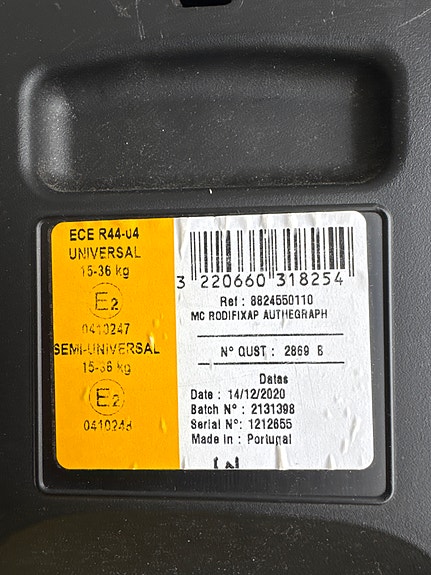 ECE R44-04
UNIVERSAL
15-36 kg
E2
0410247
SEMI-UNIVERSAL
15-36 kg
E2
0410248
3 220660 318254
Ref : 8824550110
MC RODIFIXAP AUTHEGRAPH
N° QUST : 2869 B
Datas
Date : 14/12/2020
Batch N° : 2131398
Serial N°: 1212655
Made in : Portugal